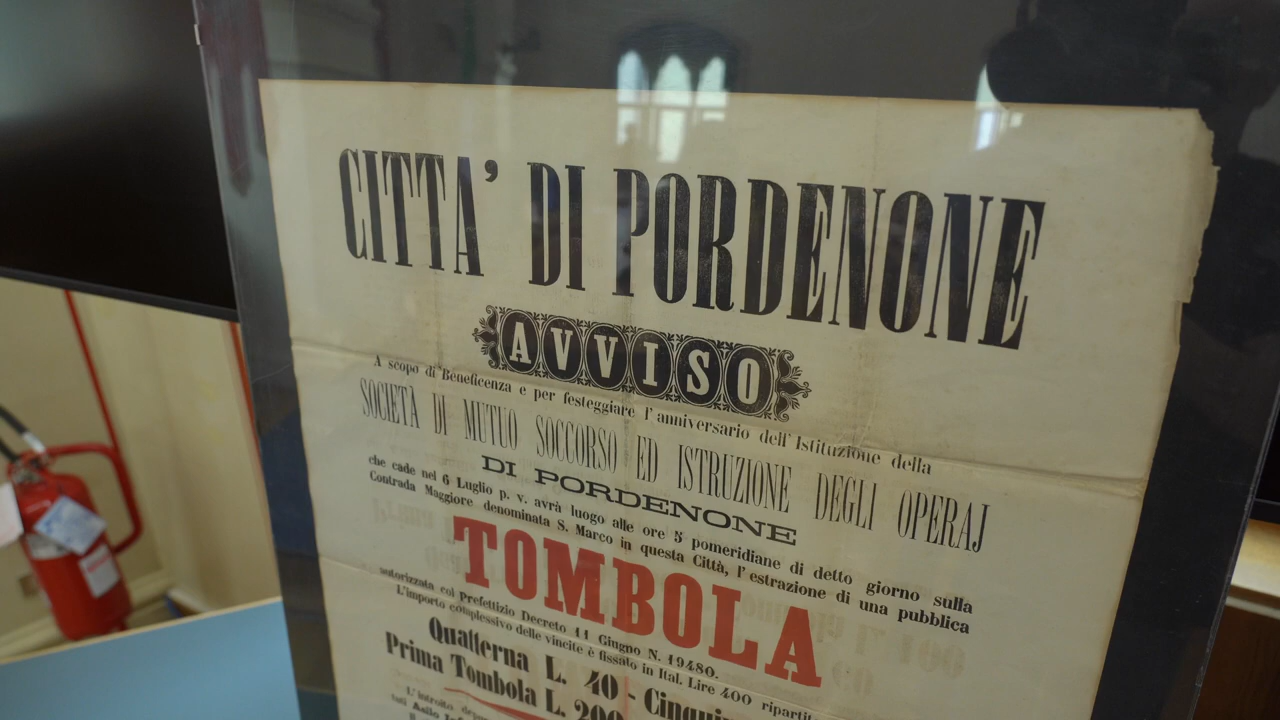 CITTA' DI PORDENONE
AVVISO
A scopo di Beneficenza e per festeggiare l'anniversario dell'Istituzione della
SOCIETÀ DI MUTUO SOCCORSO ED ISTRUZIONE DEGLI OPERAJ
DI PORDENONE
che cade nel 6 Luglio p. v. avrà luogo alle ore 5 pomeridiane di detto giorno sulla
Contrada Maggiore denominata S. Marco in questa Città, l'estrazione di una pubblica
TOMBOLA
autorizzata col Prefettizio Decreto 11 Giugno N. 19480.
L'importo complessivo delle vincite è fissato in Ital. Lire 400
Quatterna L. 40 -
Prima Tombola L. 200
L'introito